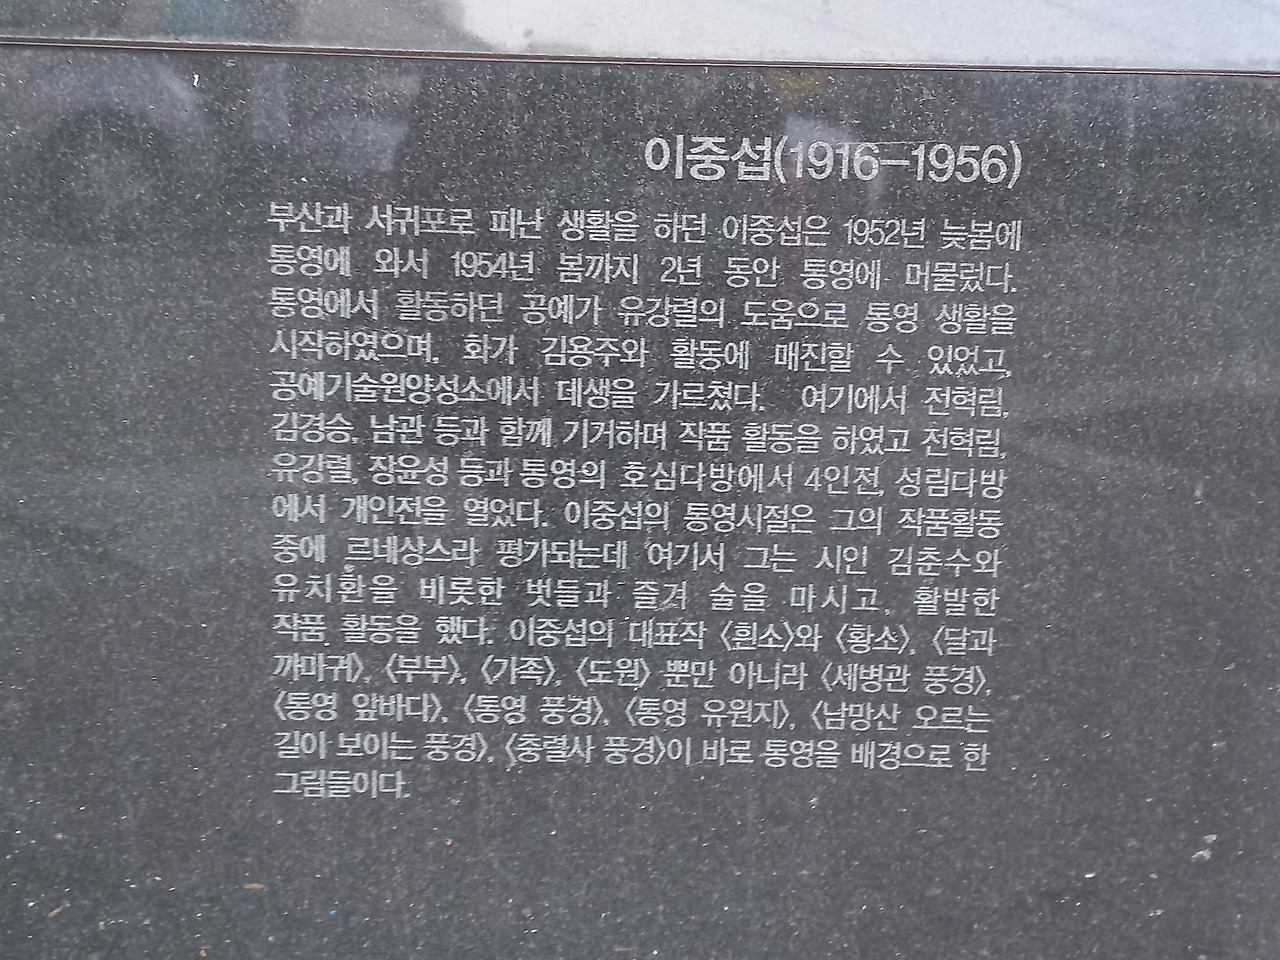 이중섭(1916-1956)
부산과 서귀포로 피난 생활을 하던 이중섭은 1952년 늦봄에
통영에 와서 1954년 봄까지 2년 동안 통영에 머물렀다.
통영에서 활동하던 공예가 유강렬의 도움으로 통영 생활을
시작하였으며, 화가 김용주와 활동에 매진할 수 있었고,
공예기술원양성소에서 데생을 가르쳤다. 여기에서 전혁림,
김경승, 남관 등과 함께 기거하며 작품 활동을 하였고 전혁림,
유강렬, 장윤성 등과 통영의 호심다방에서 4인전, 성림다방
에서 개인전을 열었다. 이중섭의 통영시절은 그의 작품활동
중에 르네상스라 평가되는데 여기서 그는 시인 김춘수와
유치환을 비롯한 벗들과 즐겨 술을 마시고, 활발한
작품 활동을 했다. 이중섭의 대표작 〈흰소〉와 〈황소〉, 〈달과
까마귀〉, 〈부부〉, 〈가족〉, 〈도원〉 뿐만 아니라 〈세병관 풍경〉,
〈통영 앞바다〉, 〈통영 풍경〉, 〈통영 유원지〉, 〈남망산 오르는
길이 보이는 풍경〉, 〈충렬사 풍경〉이 바로 통영을 배경으로 한
그림들이다.